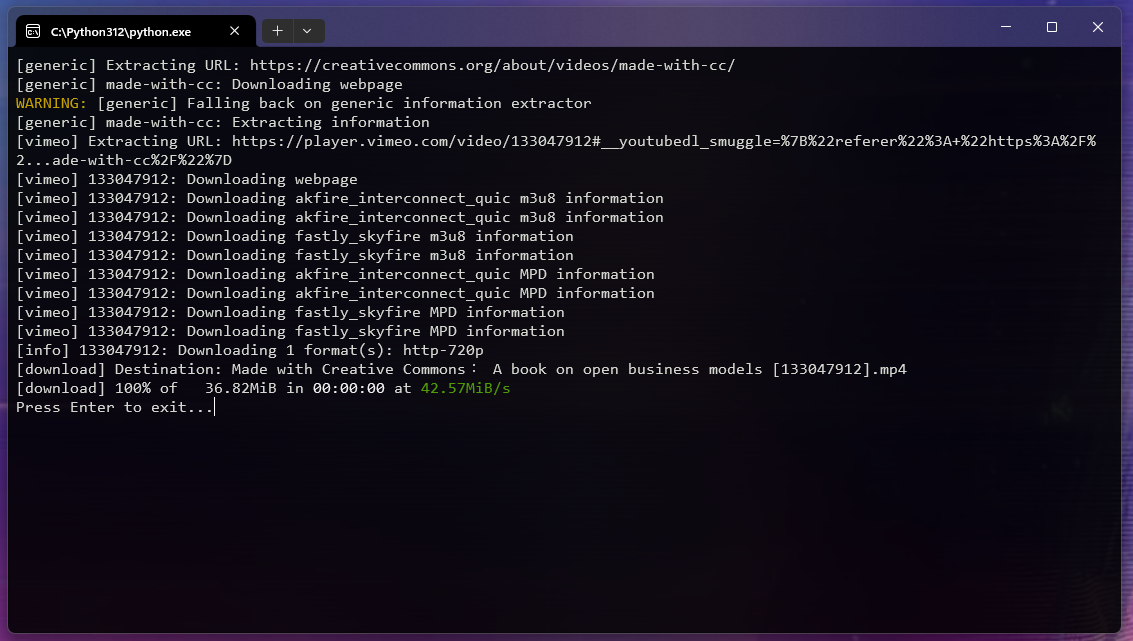 C:\Python312\python.exe
[generic] Extracting URL: https://creativecommons.org/about/videos/made-with-cc/
[generic] made-with-cc: Downloading webpage
WARNING: [generic] Falling back on generic information extractor
[generic] made-with-cc: Extracting information
[vimeo] Extracting URL: https://player.vimeo.com/video/133047912#__youtubedl_smuggle=%7B%22referer%22%3A+%22https%3A%2F%
2...ade-with-cc%2F%22%7D
[vimeo] 133047912: Downloading webpage
[vimeo] 133047912: Downloading akfire_interconnect_quic m3u8 information
[vimeo] 133047912: Downloading akfire_interconnect_quic m3u8 information
[vimeo] 133047912: Downloading fastly_skyfire m3u8 information
[vimeo] 133047912: Downloading fastly_skyfire m3u8 information
[vimeo] 133047912: Downloading akfire_interconnect_quic MPD information
[vimeo] 133047912: Downloading akfire_interconnect_quic MPD information
[vimeo] 133047912: Downloading fastly_skyfire MPD information
[vimeo] 133047912: Downloading fastly_skyfire MPD information
[info] 133047912: Downloading 1 format(s): http-720p
[download] Destination: Made with Creative Commons： A book on open business models [133047912].mp4
[download] 100% of   36.82MiB in 00:00:00 at 42.57MiB/s
Press Enter to exit...